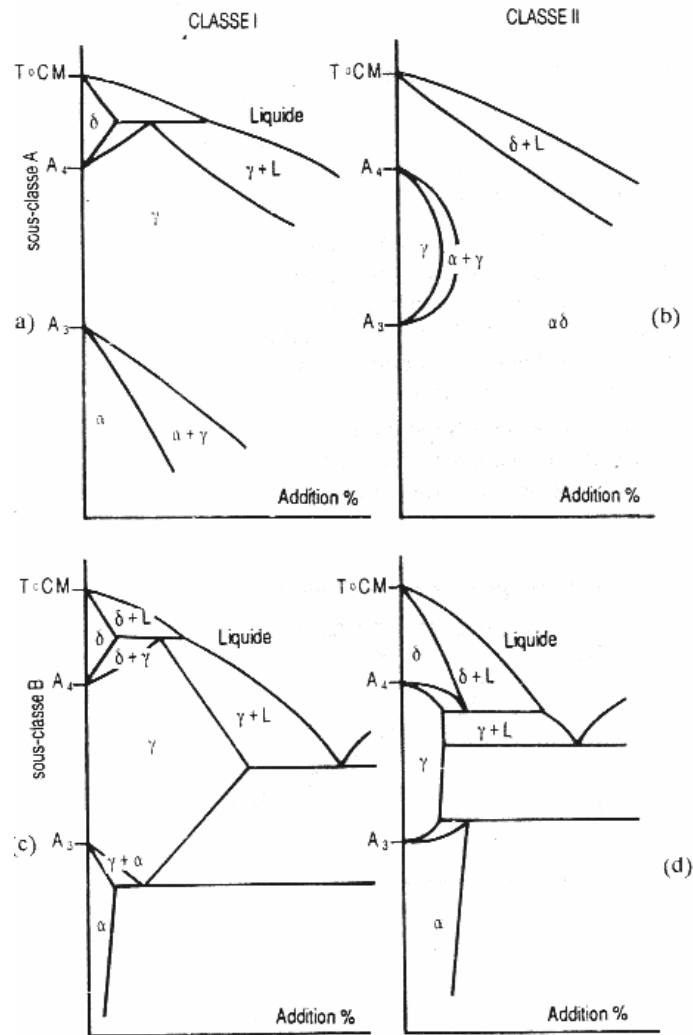 CLASSE I
CLASSE II
T°CM
δ
Liquide
A4
γ + L
γ
sous-classe A
a)
A3
α
α + γ
Addition %
T°CM
δ + L
A4
γ
α + γ
A3
αδ
(b)
Addition %
T°CM
δ + L
δ
Liquide
δ + γ
A4
γ + L
sous-classe B
γ
(c)
A3
γ + α
α
Addition %
T°CM
δ
Liquide
δ + L
A4
γ + L
γ
A3
(d)
α
Addition %